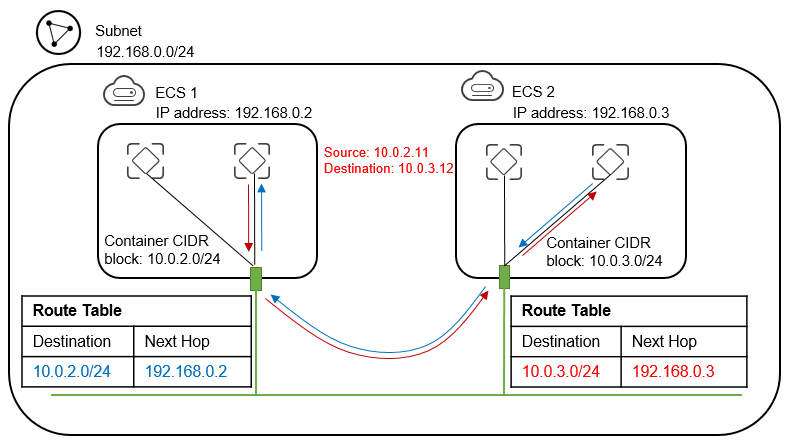 Subnet
192.168.0.0/24
ECS 1
IP address: 192.168.0.2
ECS 2
IP address: 192.168.0.3
Source: 10.0.2.11
Destination: 10.0.3.12
Container CIDR
block: 10.0.2.0/24
Container CIDR
block: 10.0.3.0/24
Route Table
Destination Next Hop
10.0.2.0/24 192.168.0.2
Route Table
Destination Next Hop
10.0.3.0/24 192.168.0.3